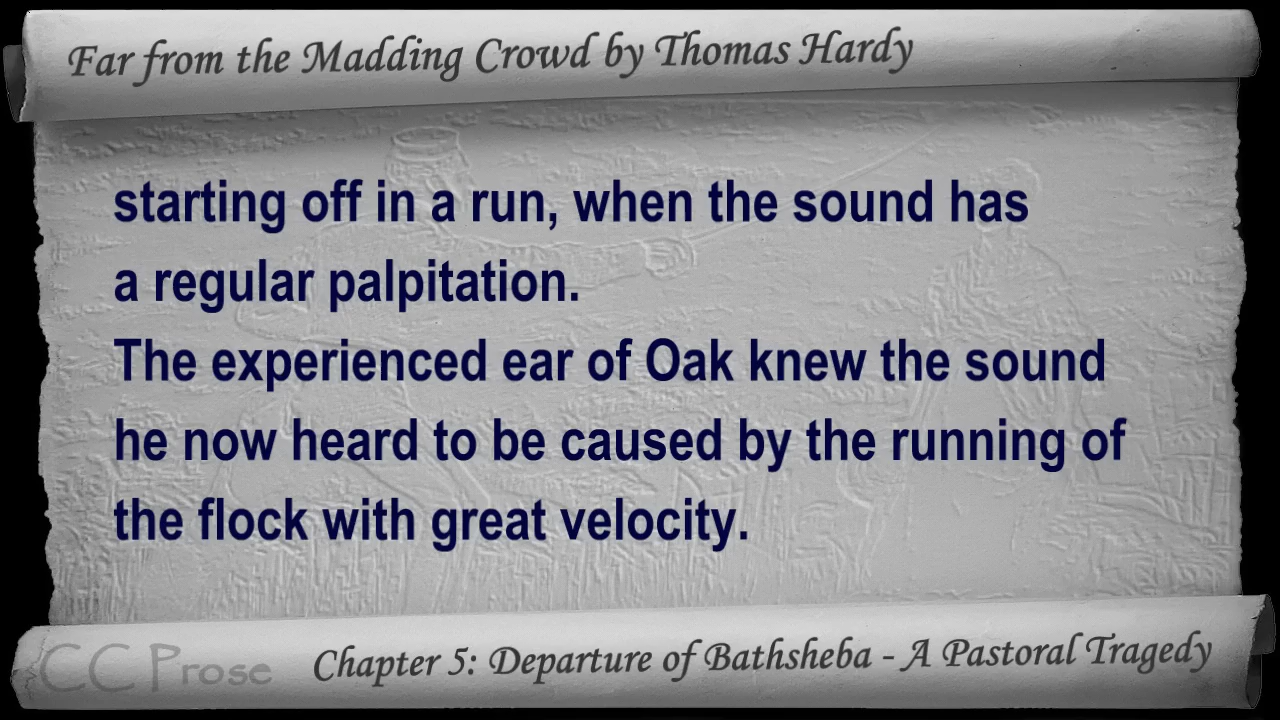 Far from the Madding Crowd by Thomas Hardy
starting off in a run, when the sound has
a regular palpitation.
The experienced ear of Oak knew the sound
he now heard to be caused by the running of
the flock with great velocity.
CC Prose
Chapter 5: Departure of Bathsheba - A Pastoral Tragedy